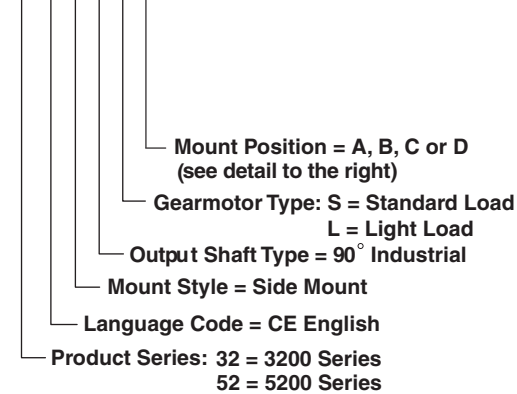 Mount Position = A, B, C or D
(see detail to the right)
Gearmotor Type: S = Standard Load
L = Light Load
Output Shaft Type = 90° Industrial
Mount Style = Side Mount
Language Code = CE English
Product Series: 32 = 3200 Series
52 = 5200 Series